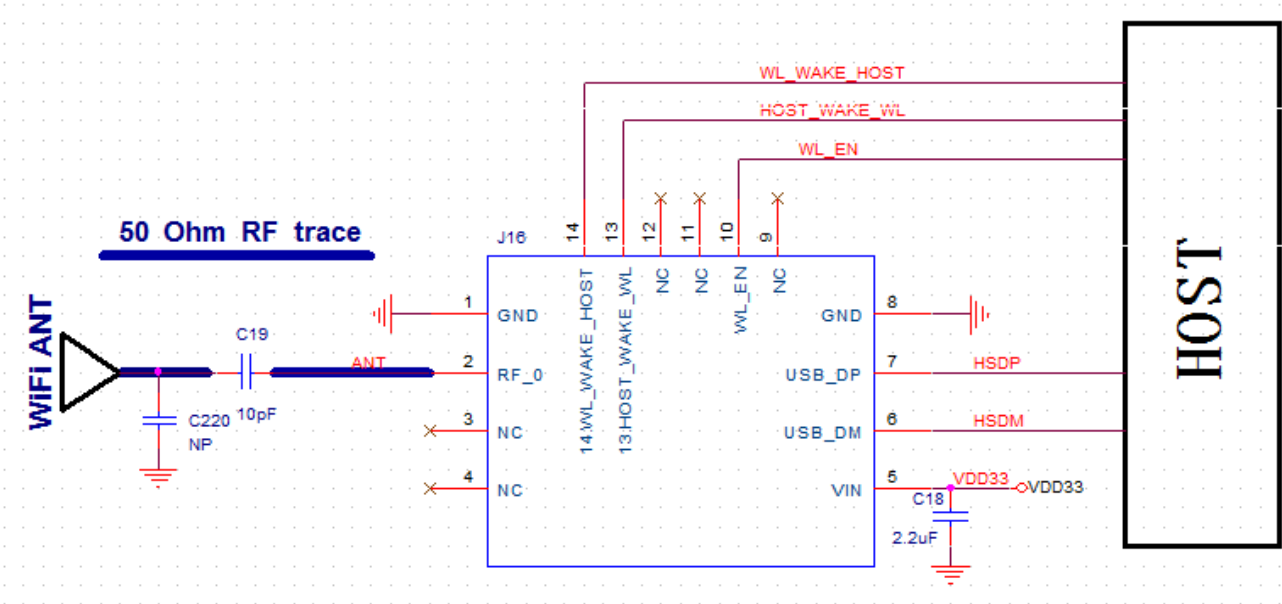 WL_WAKE_HOST
HOST_WAKE_WL
WL_EN
50 Ohm RF trace
J16
14
13
12
11
10
9
14:WL_WAKE_HOST
13:HOST_WAKE_WL
NC
NC
WL_EN
NC
1
GND
8
GND
WiFi ANT
C19
10pF
ANT
2
RF_0
7
USB_DP
HSDP
C220
NP
3
NC
6
USB_DM
HSDM
4
NC
5
VIN
VDD33
VDD33
C18
2.2uF
HOST